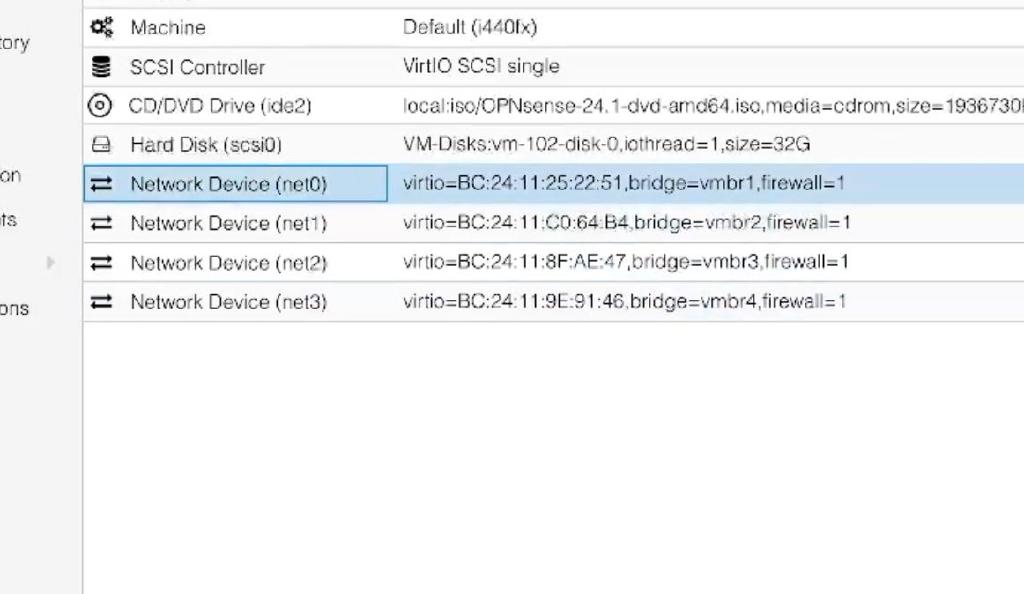 Machine Default (i440fx)
tory
SCSI Controller VirtIO SCSI single
CD/DVD Drive (ide2) local:iso/OPNsense-24.1-dvd-amd64.iso,media=cdrom,size=1936730
Hard Disk (scsi0) VM-Disks:vm-102-disk-0,iothread=1,size=32G
on
Network Device (net0) virtio=BC:24:11:25:22:51,bridge=vmbr1,firewall=1
ts
Network Device (net1) virtio=BC:24:11:C0:64:B4,bridge=vmbr2,firewall=1
Network Device (net2) virtio=BC:24:11:8F:AE:47,bridge=vmbr3,firewall=1
Network Device (net3) virtio=BC:24:11:9E:91:46,bridge=vmbr4,firewall=1
ons